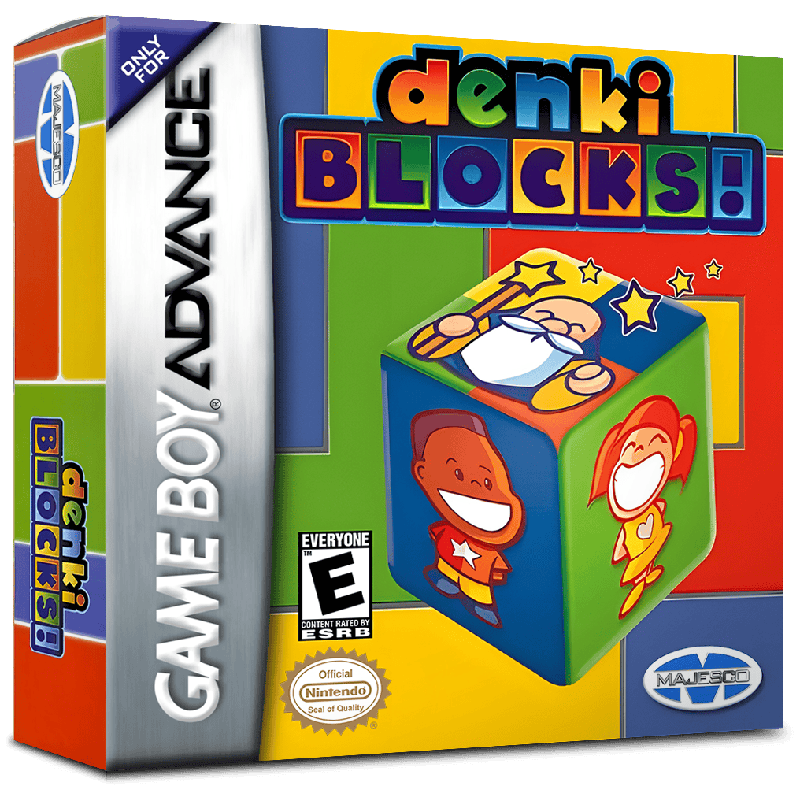 MAJESCO
denki
BLOCKS!
ONLY
FOR
GAME BOY ADVANCE
denki
BLOCKS!
EVERYONE
TM
E
CONTENT RATED BY
ESRB
Official
Nintendo
Seal of Quality
®
MAJESCO